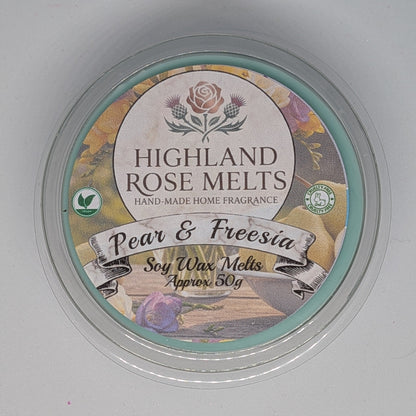 HIGHLAND
ROSE MELTS
HAND-MADE HOME FRAGRANCE
Pear & Freesia
Soy Wax Melts
Approx 50g